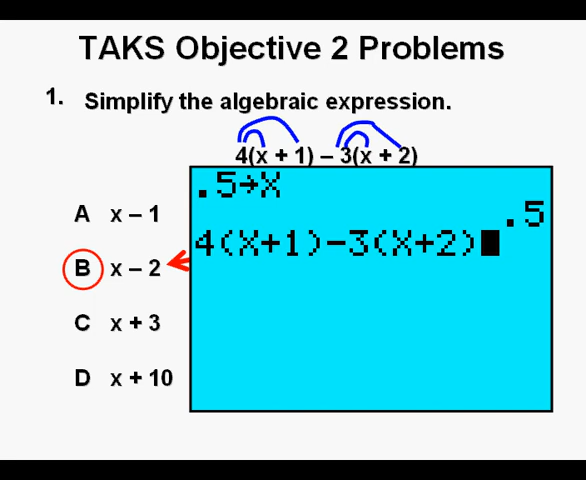 TAKS Objective 2 Problems
1. Simplify the algebraic expression.
4(x + 1) – 3(x + 2)
.5→X
.5
4(X+1)-3(X+2)
A x – 1
B x – 2
C x + 3
D x + 10